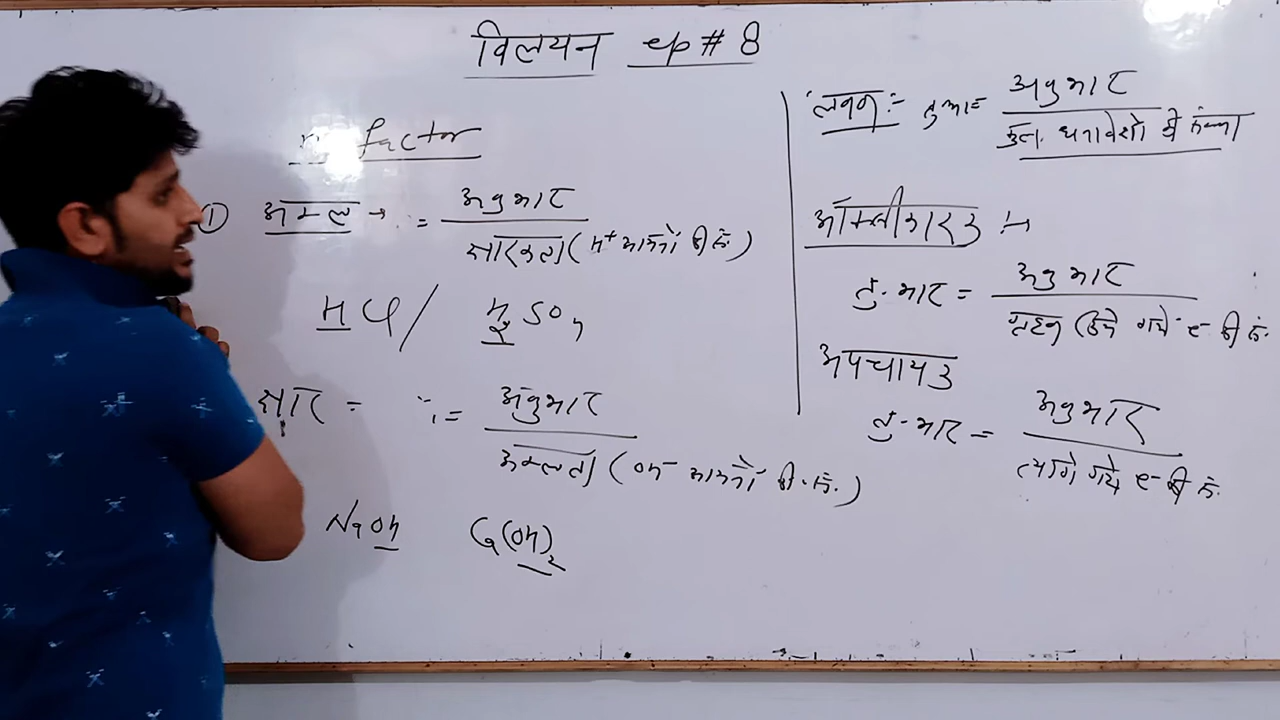 विलयन ep # 8
n factor
① अम्ल → = अणुभार
क्षारकता (H+ आयनों की सं.)
HCl / H2SO4
क्षार = अणुभार
अम्लता (OH- आयनों की सं.)
NaOH Ca(OH)2
लवण :- तु भार = अणुभार
कुल धनावेशो की संख्या
ऑक्सीकारक :-
तु. भार = अणुभार
ग्रहण किये गये e- की सं.
अपचायक
तु. भार = अणुभार
त्यागे गये e- की सं.